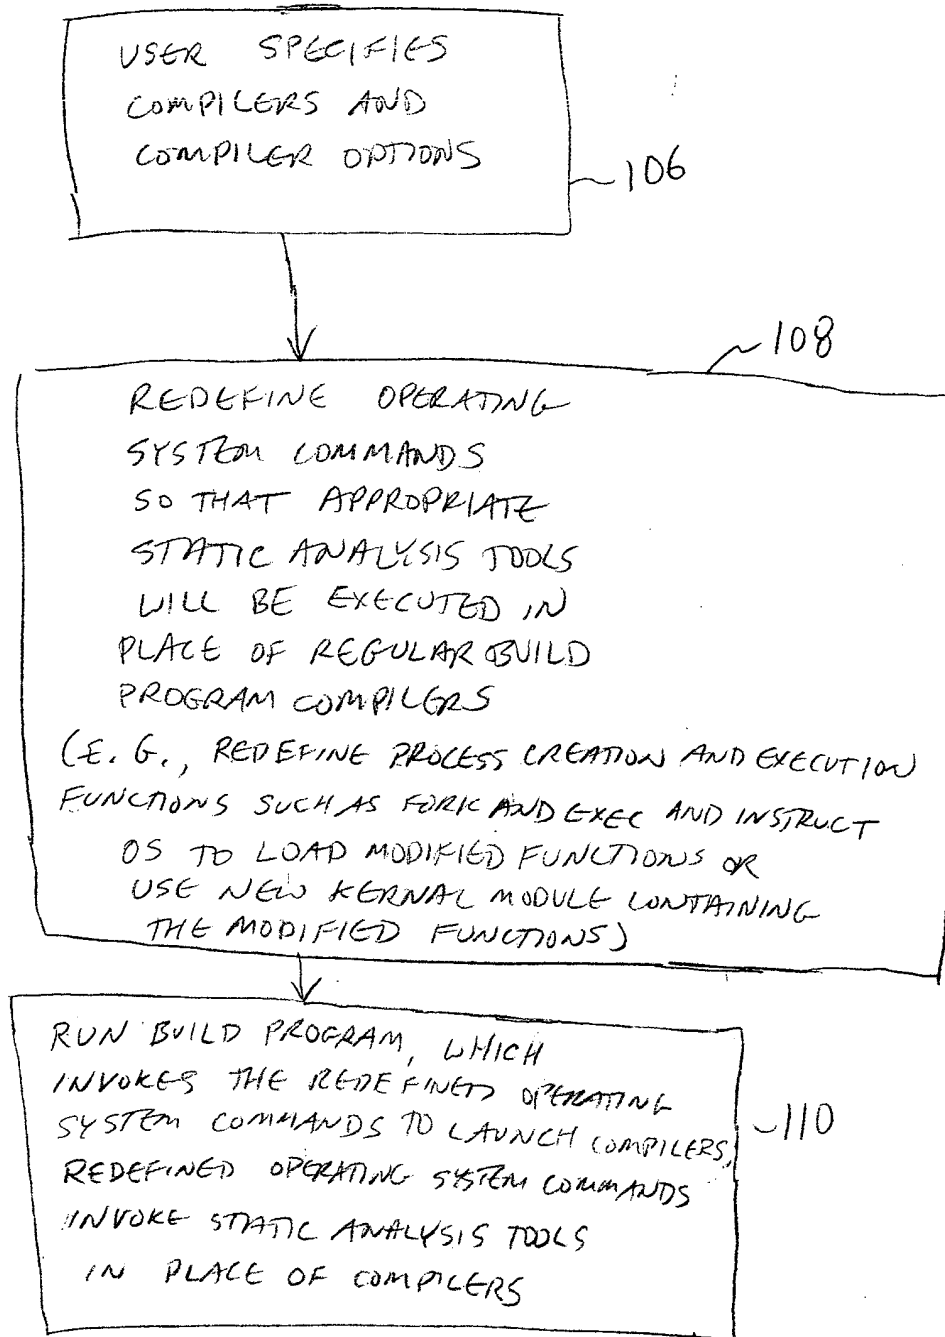 USER SPECIFIES
COMPILERS AND
COMPILER OPTIONS
106
108
REDEFINE OPERATING
SYSTEM COMMANDS
SO THAT APPROPRIATE
STATIC ANALYSIS TOOLS
WILL BE EXECUTED IN
PLACE OF REGULAR BUILD
PROGRAM COMPILERS
(E.G., REDEFINE PROCESS CREATION AND EXECUTION
FUNCTIONS SUCH AS FORK AND EXEC AND INSTRUCT
OS TO LOAD MODIFIED FUNCTIONS OR
USE NEW KERNAL MODULE CONTAINING
THE MODIFIED FUNCTIONS)
RUN BUILD PROGRAM, WHICH
INVOKES THE REDEFINED OPERATING
SYSTEM COMMANDS TO LAUNCH COMPILERS,
110
REDEFINED OPERATING SYSTEM COMMANDS
INVOKE STATIC ANALYSIS TOOLS
IN PLACE OF COMPILERS